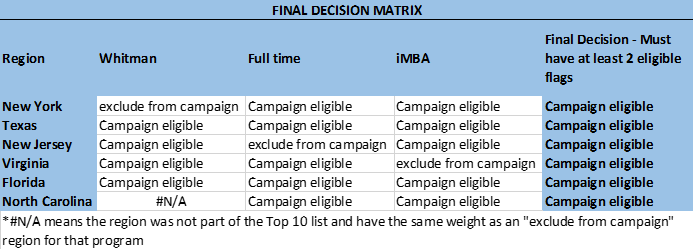 FINAL DECISION MATRIX
Region Whitman Full time iMBA Final Decision - Must
have at least 2 eligible
flags
New York exclude from campaign Campaign eligible Campaign eligible Campaign eligible
Texas Campaign eligible Campaign eligible Campaign eligible Campaign eligible
New Jersey Campaign eligible exclude from campaign Campaign eligible Campaign eligible
Virginia Campaign eligible Campaign eligible exclude from campaign Campaign eligible
Florida Campaign eligible Campaign eligible Campaign eligible Campaign eligible
North Carolina #N/A Campaign eligible Campaign eligible Campaign eligible
*#N/A means the region was not part of the Top 10 list and have the same weight as an "exclude from campaign"
region for that program